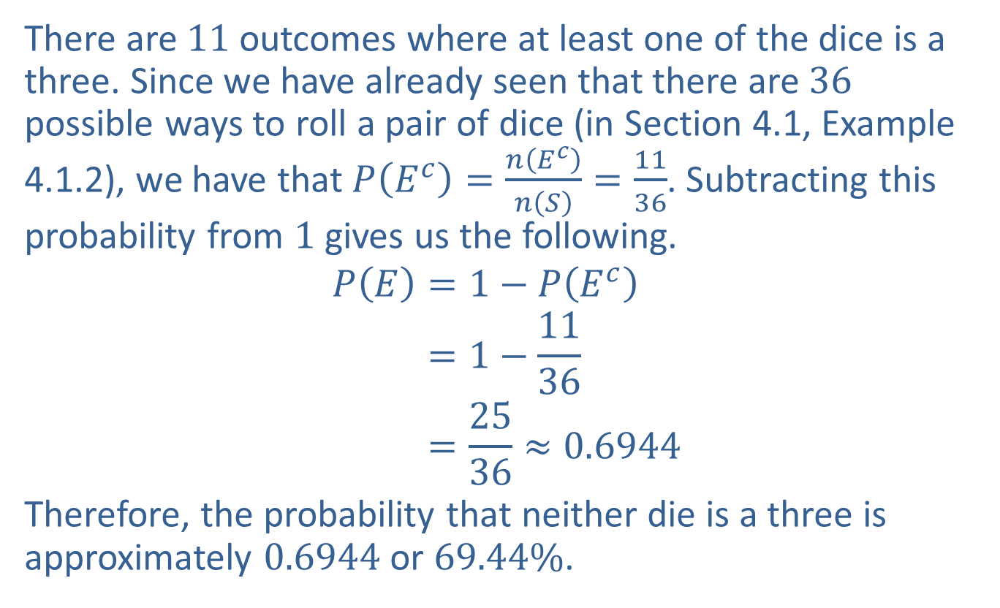 There are 11 outcomes where at least one of the dice is a
three. Since we have already seen that there are 36
possible ways to roll a pair of dice (in Section 4.1, Example
4.1.2), we have that $P(E^c) = \frac{n(E^c)}{n(S)} = \frac{11}{36}$. Subtracting this
probability from 1 gives us the following.
$P(E) = 1 - P(E^c)$
$= 1 - \frac{11}{36}$
$= \frac{25}{36} \approx 0.6944$
Therefore, the probability that neither die is a three is
approximately 0.6944 or 69.44%.